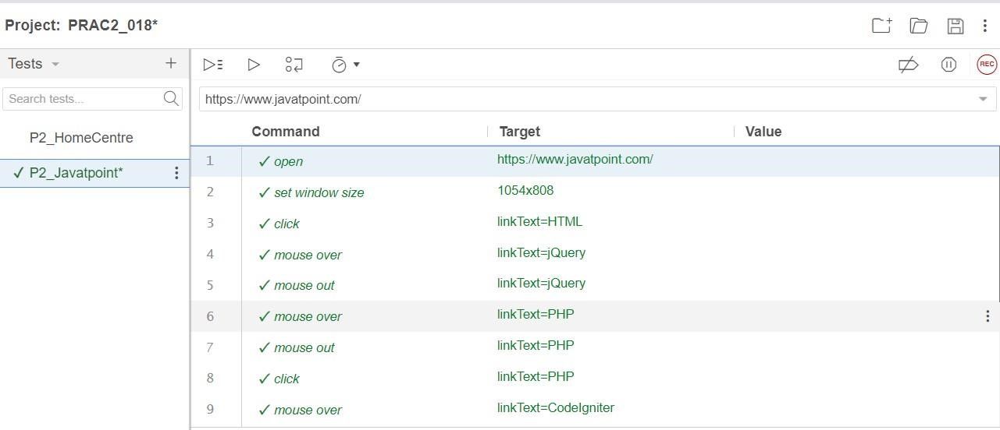 Project: PRAC2_018*
Tests
Search tests...
P2_HomeCentre
✓ P2_Javatpoint*
REC
https://www.javatpoint.com/
Command Target Value
1 ✓ open https://www.javatpoint.com/
2 ✓ set window size 1054x808
3 ✓ click linkText=HTML
4 ✓ mouse over linkText=jQuery
5 ✓ mouse out linkText=jQuery
6 ✓ mouse over linkText=PHP
7 ✓ mouse out linkText=PHP
8 ✓ click linkText=PHP
9 ✓ mouse over linkText=CodeIgniter